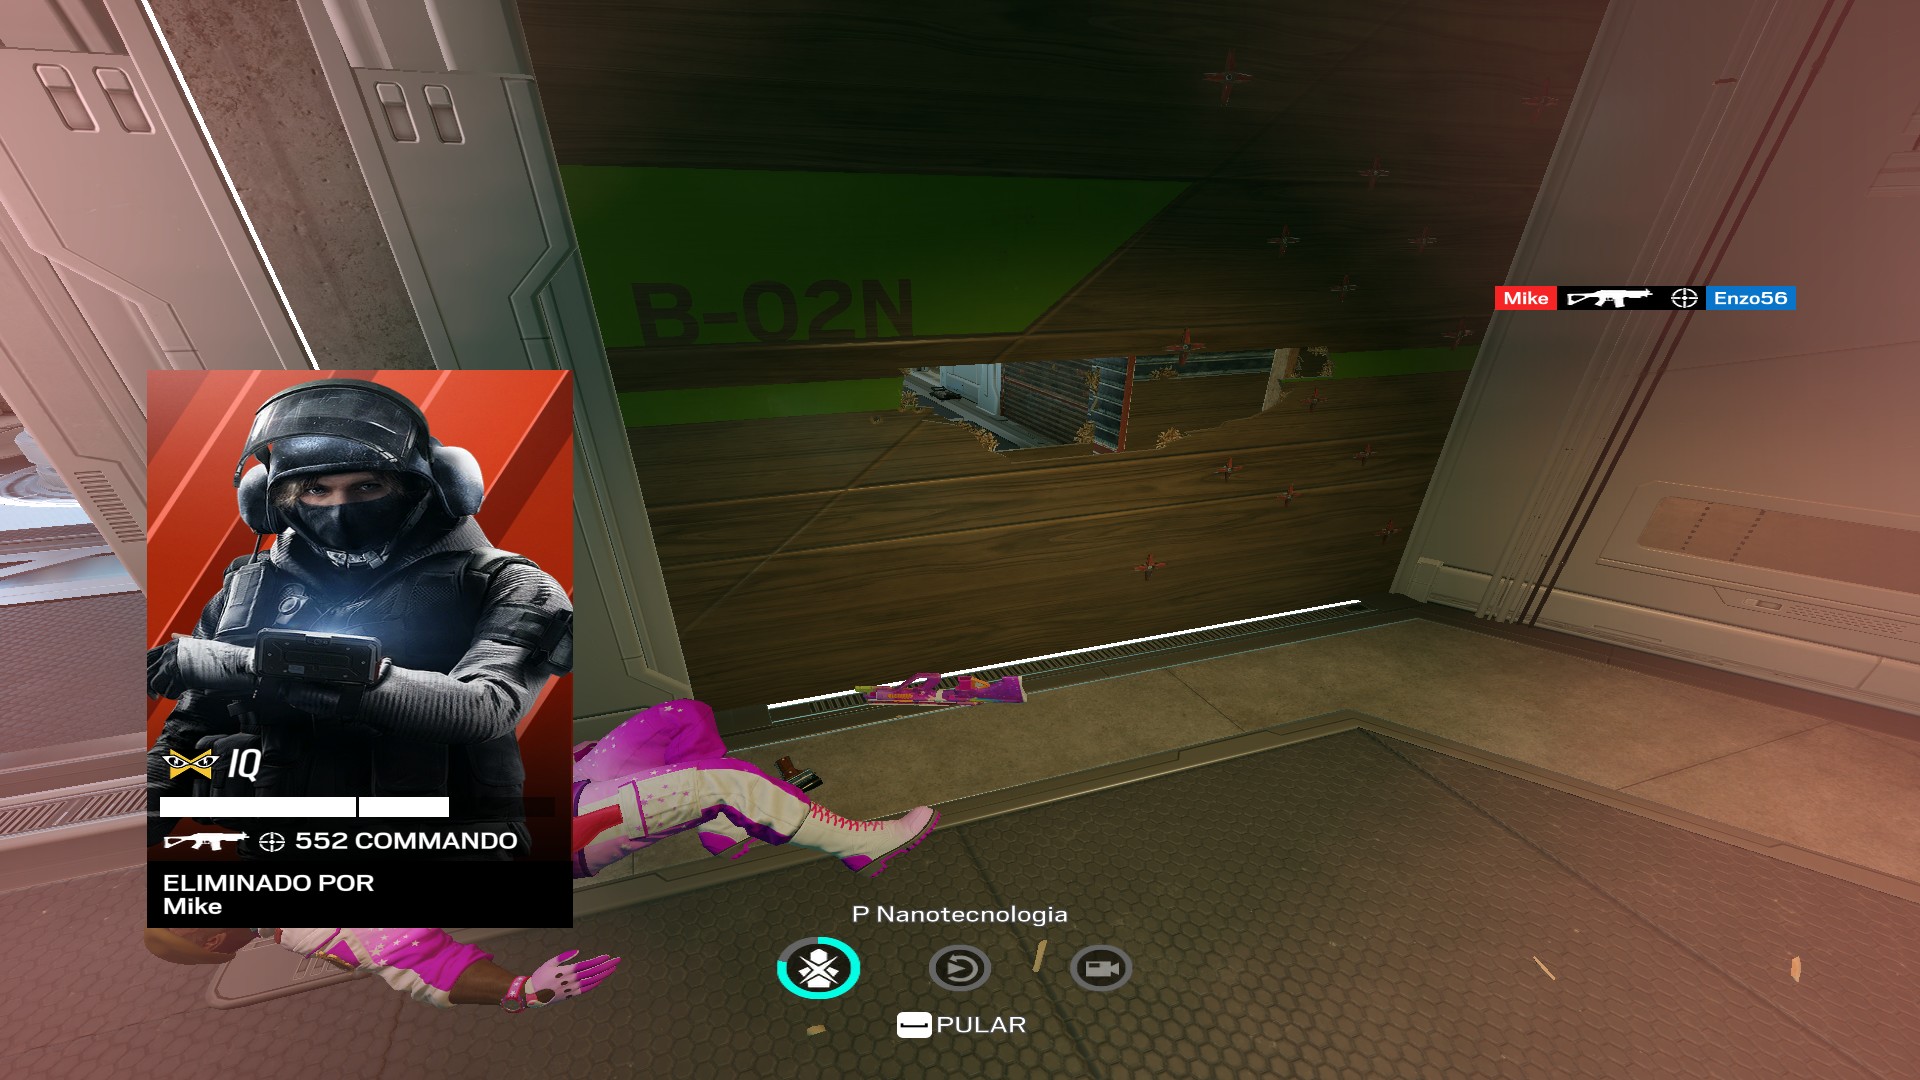 B-02N
Mike Enzo56
IQ
552 COMMANDO
ELIMINADO POR
Mike
P Nanotecnologia
PULAR